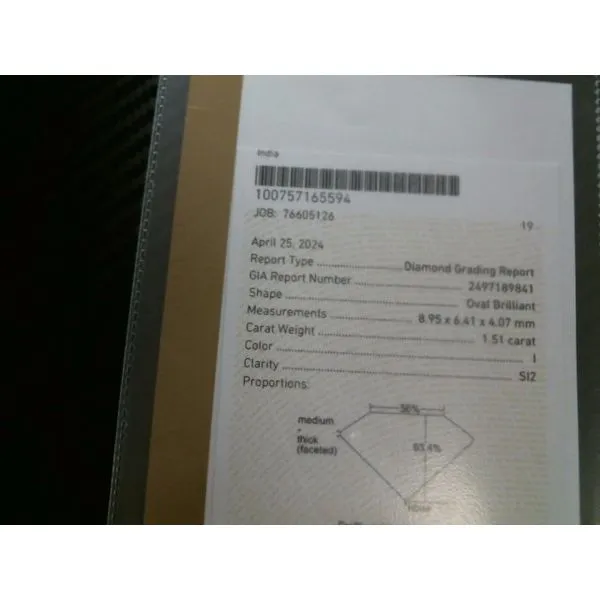 India
100757165594
JOB: 76605126
19
April 25, 2024
Report Type ........ Diamond Grading Report
GIA Report Number ........ 2497189841
Shape ........ Oval Brilliant
Measurements ........ 8.95 x 6.41 x 4.07 mm
Carat Weight ........ 1.51 carat
Color ........ I
Clarity ........ SI2
Proportions:
56%
medium
-
thick
(faceted)
63.4%